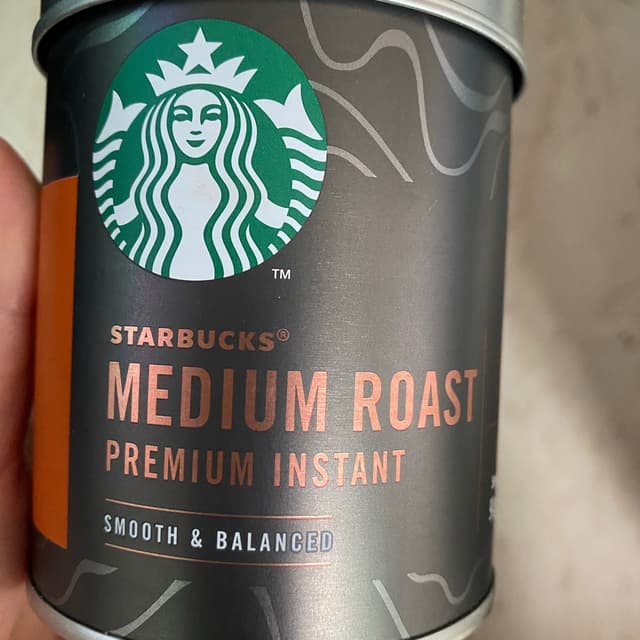 TM
STARBUCKS®
MEDIUM ROAST
PREMIUM INSTANT
SMOOTH & BALANCED